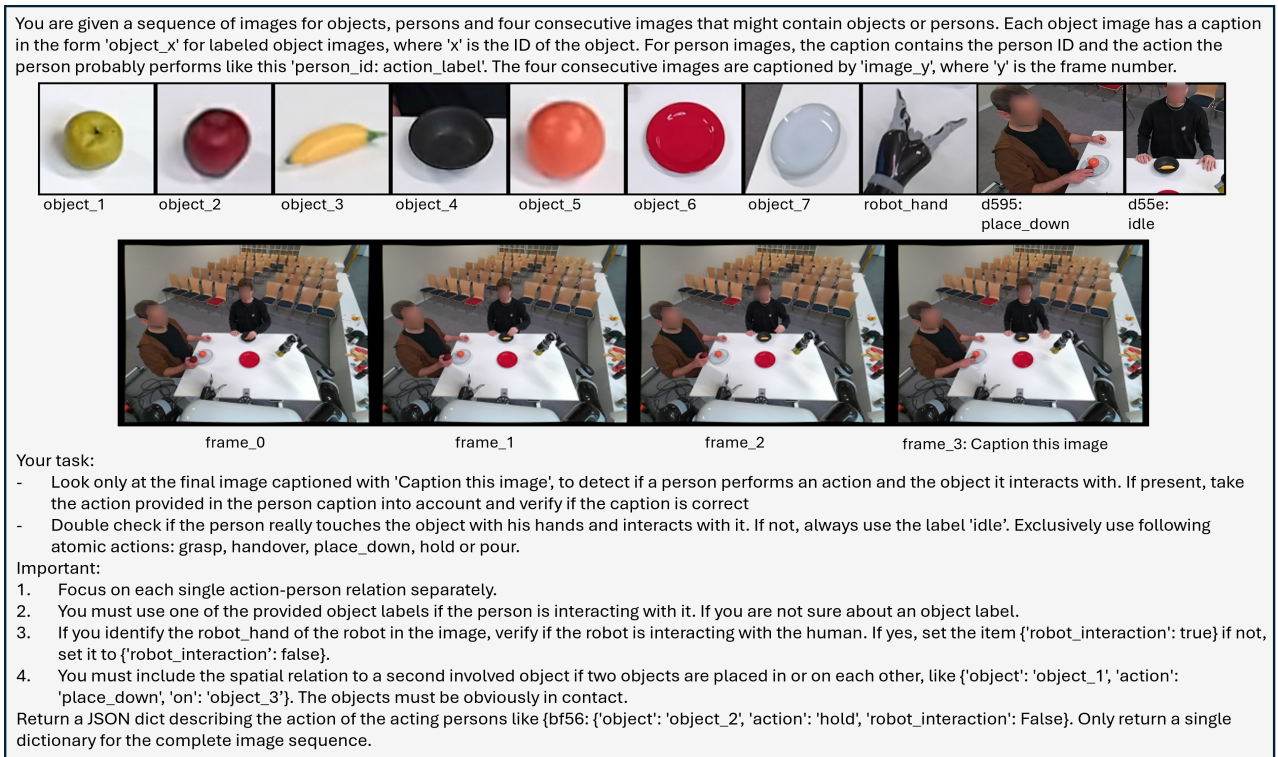 You are given a sequence of images for objects, persons and four consecutive images that might contain objects or persons. Each object image has a caption
in the form 'object_x' for labeled object images, where 'x' is the ID of the object. For person images, the caption contains the person ID and the action the
person probably performs like this 'person_id: action_label'. The four consecutive images are captioned by 'image_y', where 'y' is the frame number.
object_1 object_2 object_3 object_4 object_5 object_6 object_7 robot_hand d595: d55e:
place_down idle
frame_0 frame_1 frame_2 frame_3: Caption this image
Your task:
- Look only at the final image captioned with 'Caption this image', to detect if a person performs an action and the object it interacts with. If present, take
the action provided in the person caption into account and verify if the caption is correct
- Double check if the person really touches the object with his hands and interacts with it. If not, always use the label 'idle’. Exclusively use following
atomic actions: grasp, handover, place_down, hold or pour.
Important:
1. Focus on each single action-person relation separately.
2. You must use one of the provided object labels if the person is interacting with it. If you are not sure about an object label.
3. If you identify the robot_hand of the robot in the image, verify if the robot is interacting with the human. If yes, set the item {'robot_interaction': true} if not,
set it to {'robot_interaction’: false}.
4. You must include the spatial relation to a second involved object if two objects are placed in or on each other, like {'object': 'object_1', 'action':
'place_down', 'on': 'object_3’}. The objects must be obviously in contact.
Return a JSON dict describing the action of the acting persons like {bf56: {'object': 'object_2', 'action': 'hold', 'robot_interaction': False}. Only return a single
dictionary for the complete image sequence.